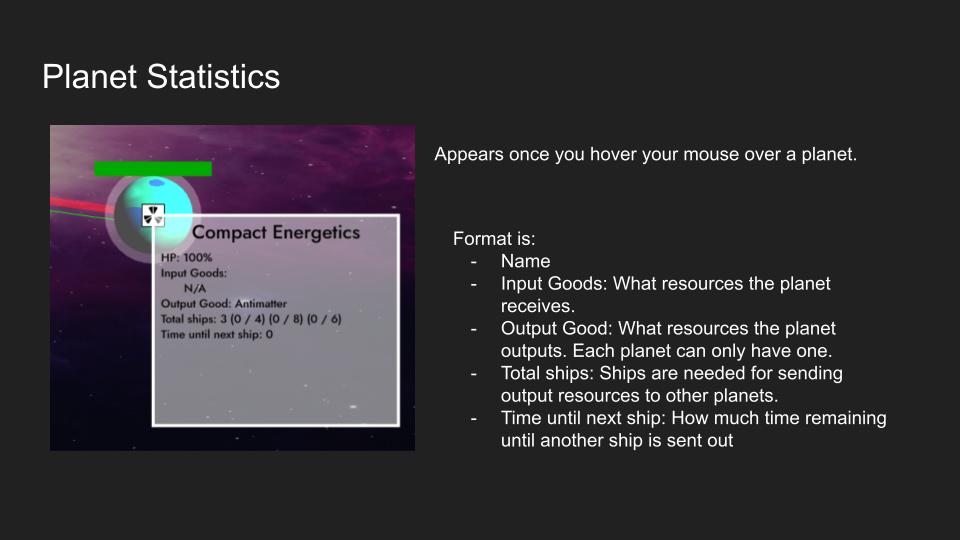 Planet Statistics
Compact Energetics
HP: 100%
Input Goods:
N/A
Output Good: Antimatter
Total ships: 3 (0 / 4) (0 / 8) (0 / 6)
Time until next ship: 0
Appears once you hover your mouse over a planet.
Format is:
- Name
- Input Goods: What resources the planet
receives.
- Output Good: What resources the planet
outputs. Each planet can only have one.
- Total ships: Ships are needed for sending
output resources to other planets.
- Time until next ship: How much time remaining
until another ship is sent out